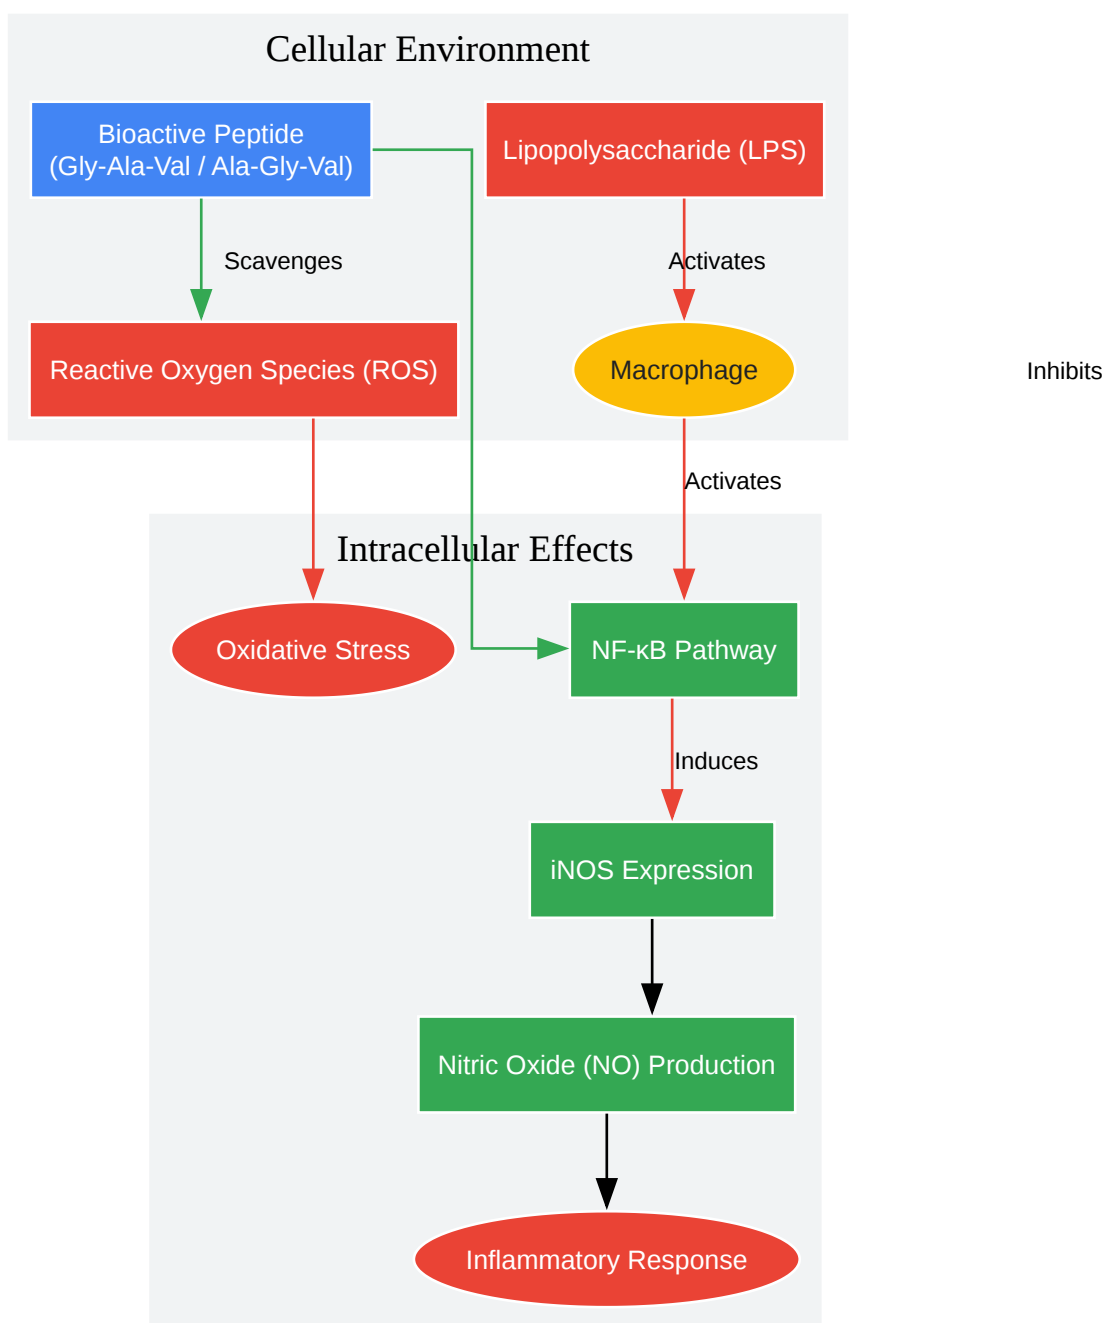 Cellular Environment
Bioactive Peptide
(Gly-Ala-Val / Ala-Gly-Val)
Lipopolysaccharide (LPS)
Scavenges
Activates
Reactive Oxygen Species (ROS)
Macrophage
Inhibits
Activates
Intracellular Effects
Oxidative Stress
NF-κB Pathway
Induces
iNOS Expression
Nitric Oxide (NO) Production
Inflammatory Response